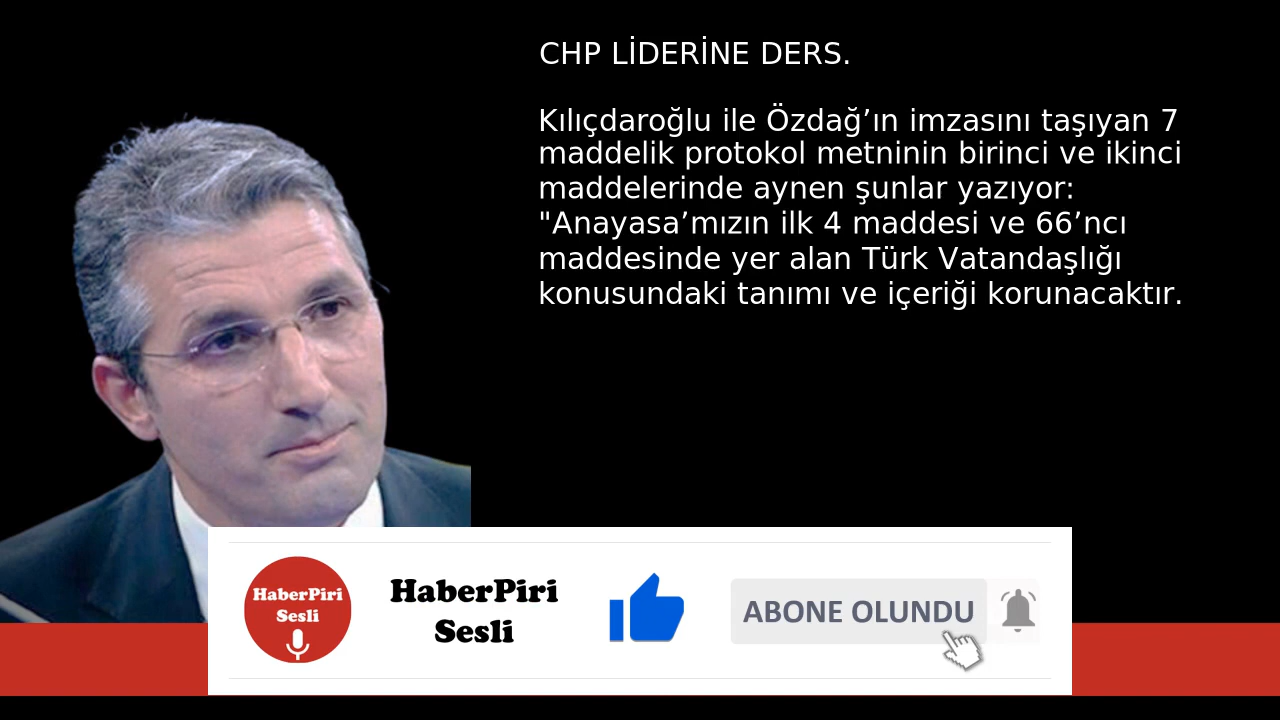 CHP LİDERİNE DERS.
Kılıçdaroğlu ile Özdağ’ın imzasını taşıyan 7
maddelik protokol metninin birinci ve ikinci
maddelerinde aynen şunlar yazıyor:
"Anayasa’mızın ilk 4 maddesi ve 66’ncı
maddesinde yer alan Türk Vatandaşlığı
konusundaki tanımı ve içeriği korunacaktır.
HaberPiri
Sesli
HaberPiri
Sesli
ABONE OLUNDU